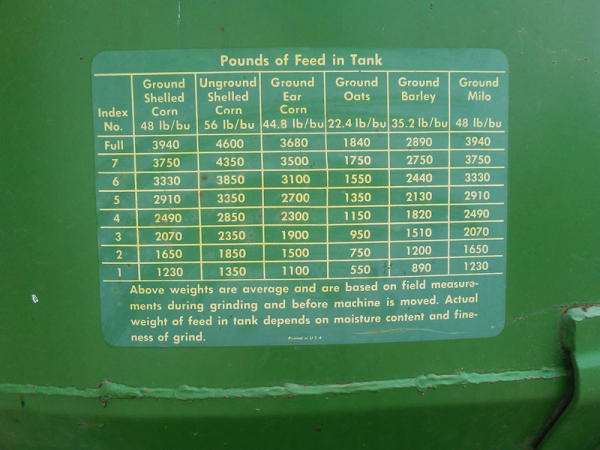 Pounds of Feed in Tank
Index No. Ground Shelled Corn 48 lb/bu Unground Shelled Corn 56 lb/bu Ground Ear Corn 44.8 lb/bu Ground Oats 22.4 lb/bu Ground Barley 35.2 lb/bu Ground Milo 48 lb/bu
Full 3940 4600 3680 1840 2890 3940
7 3750 4350 3500 1750 2750 3750
6 3330 3850 3100 1550 2440 3330
5 2910 3350 2700 1350 2130 2910
4 2490 2850 2300 1150 1820 2490
3 2070 2350 1900 950 1510 2070
2 1650 1850 1500 750 1200 1650
1 1230 1350 1100 550 890 1230
Above weights are average and are based on field measure-
ments during grinding and before machine is moved. Actual
weight of feed in tank depends on moisture content and fine-
ness of grind.
Printed in U.S.A